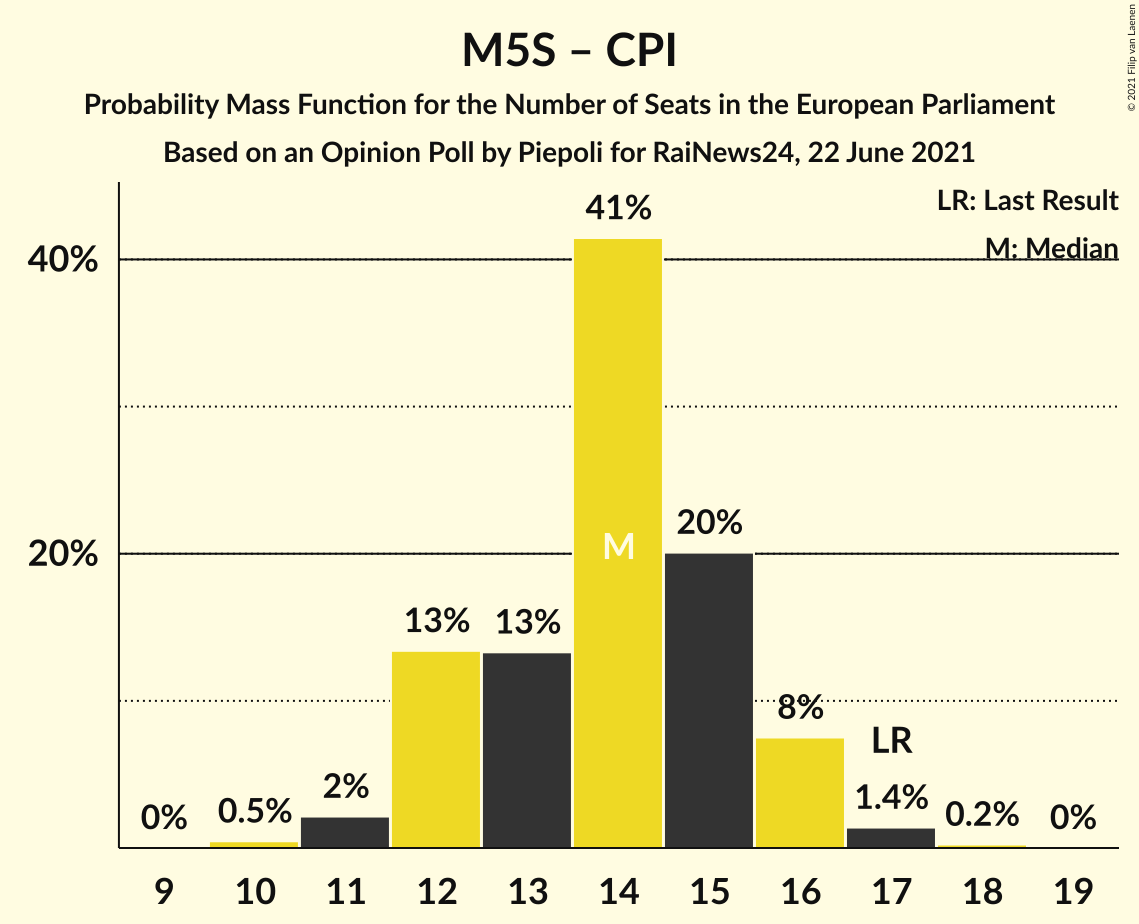 M5S – CPI
Probability Mass Function for the Number of Seats in the European Parliament
Based on an Opinion Poll by Piepoli for RaiNews24, 22 June 2021
© 2021 Filip van Laenen
LR: Last Result
M: Median
40%
20%
0%
0.5%
2%
13%
13%
41%
M
20%
8%
LR
1.4%
0.2%
0%
9 10 11 12 13 14 15 16 17 18 19